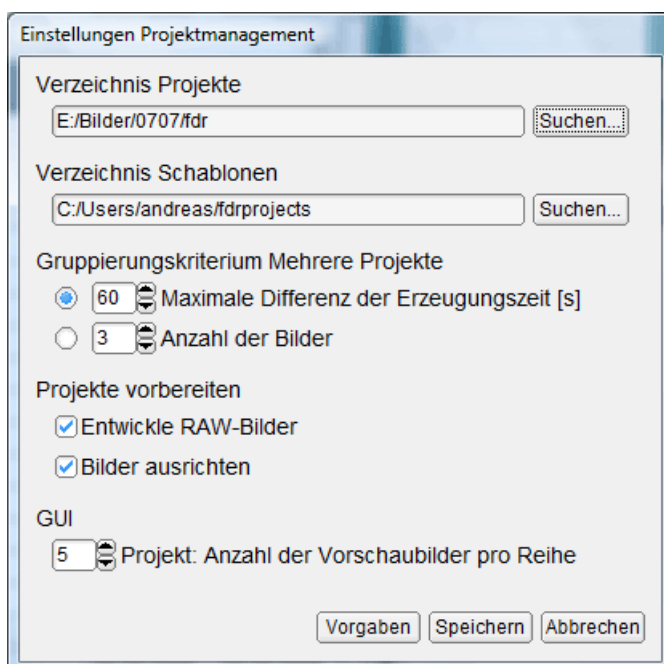 Einstellungen Projektmanagement
Verzeichnis Projekte
E:/Bilder/0707/fdr Suchen...
Verzeichnis Schablonen
C:/Users/andreas/fdrprojects Suchen...
Gruppierungskriterium Mehrere Projekte
60 Maximale Differenz der Erzeugungszeit [s]
3 Anzahl der Bilder
Projekte vorbereiten
Entwickle RAW-Bilder
Bilder ausrichten
GUI
5 Projekt: Anzahl der Vorschaubilder pro Reihe
Vorgaben Speichern Abbrechen